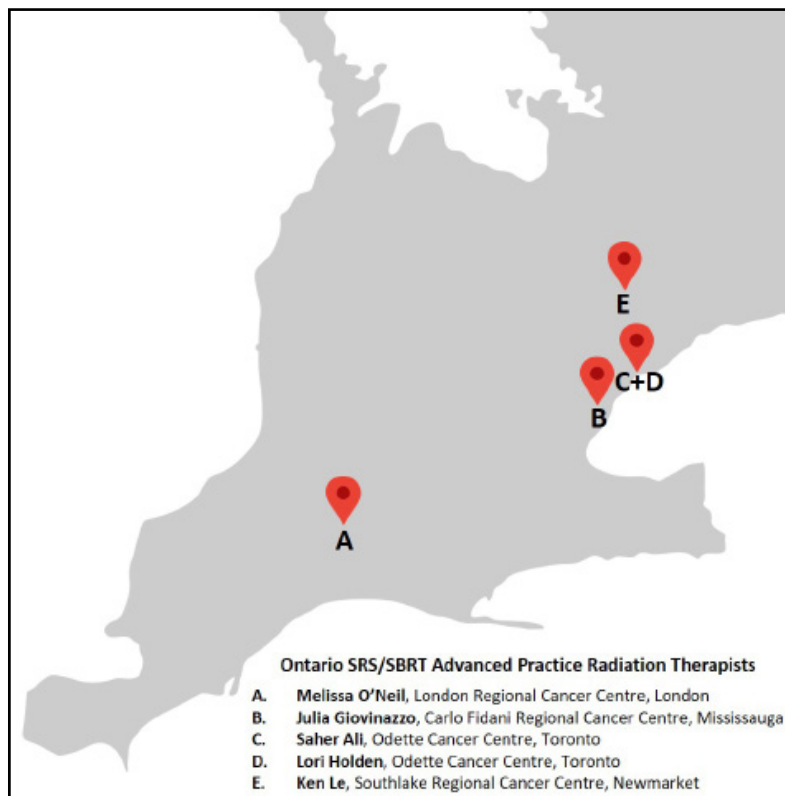 E
C+D
B
A
Ontario SRS/SBRT Advanced Practice Radiation Therapists
A. Melissa O'Neil, London Regional Cancer Centre, London
B. Julia Giovinazzo, Carlo Fidani Regional Cancer Centre, Mississauga
C. Saher Ali, Odette Cancer Centre, Toronto
D. Lori Holden, Odette Cancer Centre, Toronto
E. Ken Le, Southlake Regional Cancer Centre, Newmarket